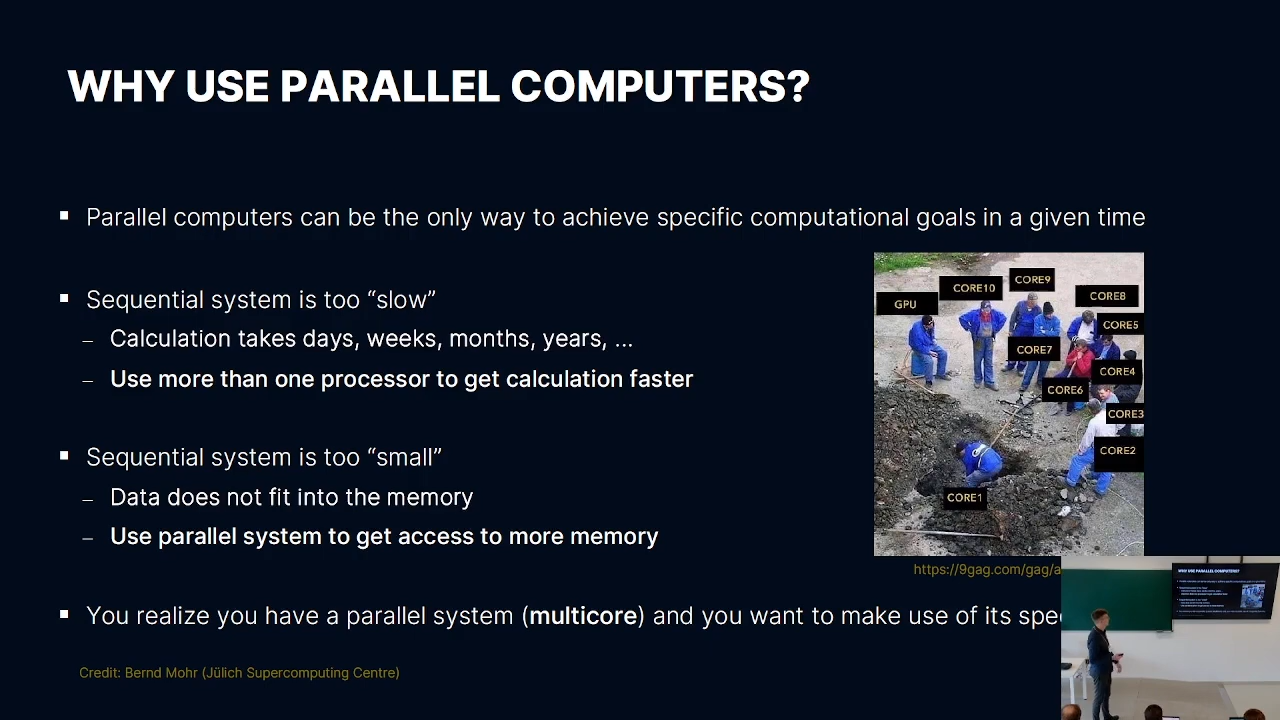 WHY USE PARALLEL COMPUTERS?
▪ Parallel computers can be the only way to achieve specific computational goals in a given time
▪ Sequential system is too “slow”
– Calculation takes days, weeks, months, years, ...
– Use more than one processor to get calculation faster
▪ Sequential system is too “small”
– Data does not fit into the memory
– Use parallel system to get access to more memory
▪ You realize you have a parallel system (multicore) and you want to make use of its
GPU
CORE10
CORE9
CORE8
CORE5
CORE7
CORE4
CORE6
CORE3
CORE2
CORE1
https://9gag.com/gag/a
Credit: Bernd Mohr (Jülich Supercomputing Centre)
WHY USE PARALLEL COMPUTERS?